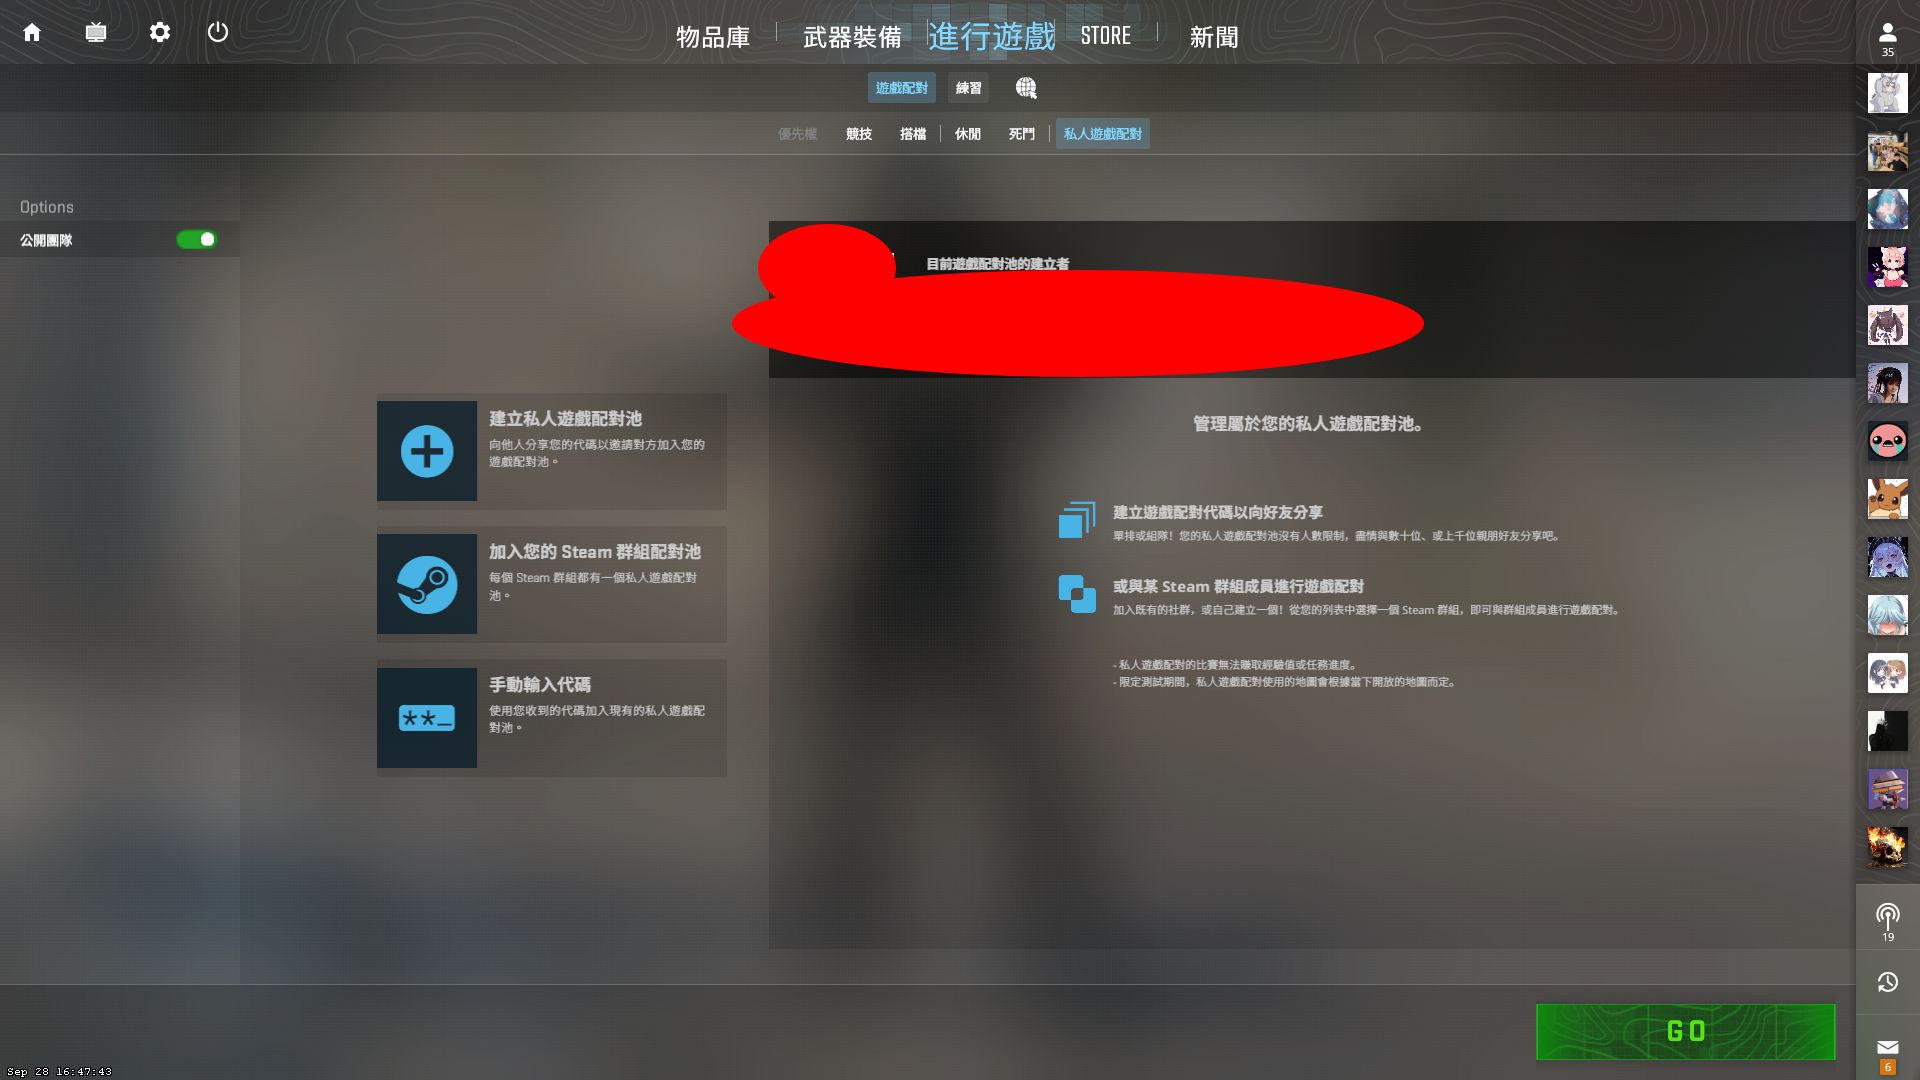 物品庫
武器裝備
進行遊戲
STORE
新聞
35
遊戲配對
練習
優先權
競技
搭檔
休閒
死鬥
私人遊戲配對
Options
公開團隊
目前遊戲配對池的建立者
建立私人遊戲配對池
向他人分享您的代碼以邀請對方加入您的
遊戲配對池。
加入您的 Steam 群組配對池
每個 Steam 群組都有一個私人遊戲配對
池。
手動輸入代碼
使用您收到的代碼加入現有的私人遊戲配
對池。
**_
管理屬於您的私人遊戲配對池。
建立遊戲配對代碼以向好友分享
單排或組隊！您的私人遊戲配對池沒有人數限制，盡情與數十位、或上千位親朋好友分享吧。
或與某 Steam 群組成員進行遊戲配對
加入既有的社群，或自己建立一個！從您的列表中選擇一個 Steam 群組，即可與群組成員進行遊戲配對。
- 私人遊戲配對的比賽無法賺取經驗值或任務進度。
- 限定測試期間，私人遊戲配對使用的地圖會根據當下開放的地圖而定。
19
GO
6
Sep 28 16:47:43